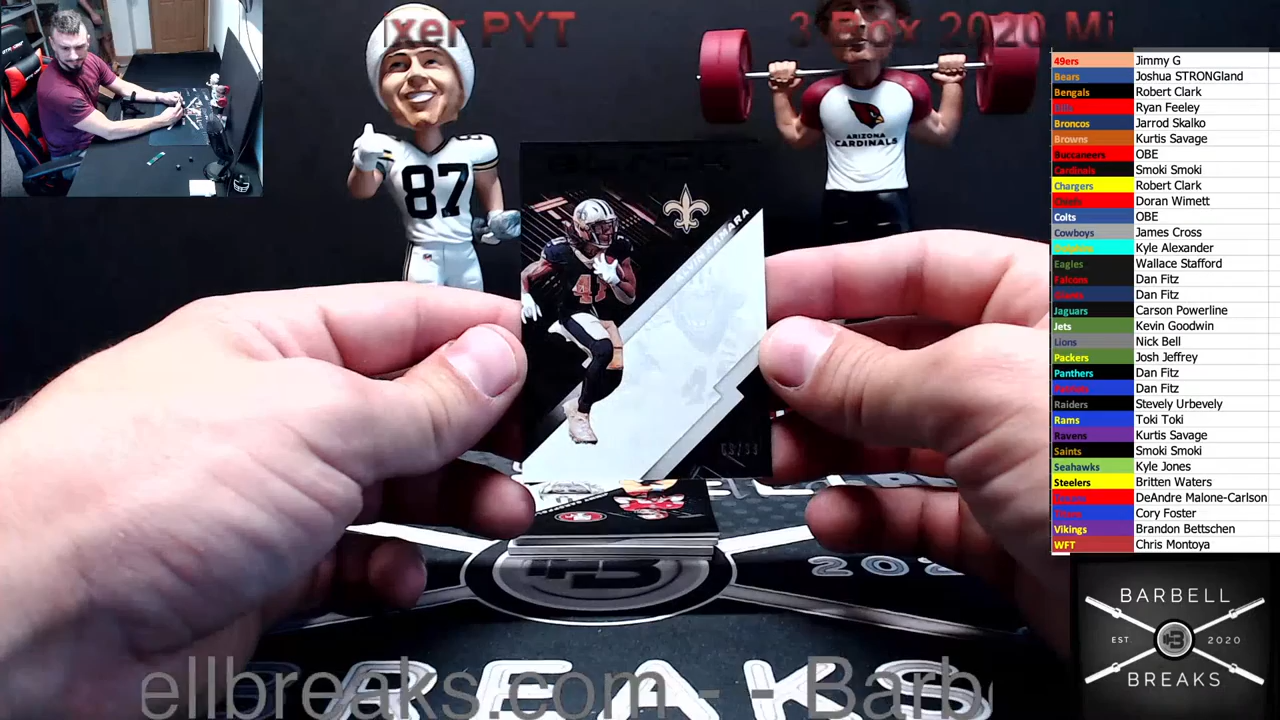 xer PYT 3 Box 2020 Mi
49ers Jimmy G
Bears Joshua STRONGland
Bengals Robert Clark
Bills Ryan Feeley
Broncos Jarrod Skalko
Browns Kurtis Savage
Buccaneers OBE
Cardinals Smoki Smoki
Chargers Robert Clark
Chiefs Doran Wimett
Colts OBE
Cowboys James Cross
Dolphins Kyle Alexander
Eagles Wallace Stafford
Falcons Dan Fitz
Giants Dan Fitz
Jaguars Carson Powerline
Jets Kevin Goodwin
Lions Nick Bell
Packers Josh Jeffrey
Panthers Dan Fitz
Patriots Dan Fitz
Raiders Stevely Urbevely
Rams Toki Toki
Ravens Kurtis Savage
Saints Smoki Smoki
Seahawks Kyle Jones
Steelers Britten Waters
Texans DeAndre Malone-Carlson
Titans Cory Foster
Vikings Brandon Bettschen
WFT Chris Montoya
87
ARIZONA
CARDINALS
BLACK
KAMARA
41
BARBELL
EST 2020
BREAKS
202
BREAKS
ellbreaks.com - - Barb